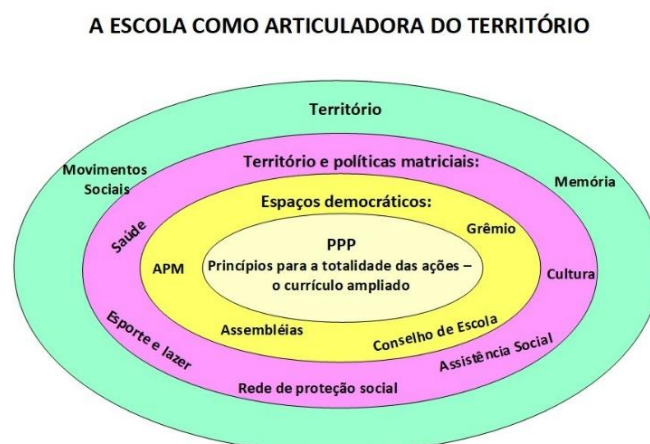 A ESCOLA COMO ARTICULADORA DO TERRITÓRIO
Território
Movimentos
Sociais
Memória
Território e políticas matriciais:
Saúde
Cultura
Esporte e lazer
Assistência Social
Rede de proteção social
Espaços democráticos:
Grêmio
APM
Assembléias
Conselho de Escola
PPP
Princípios para a totalidade das ações –
o currículo ampliado